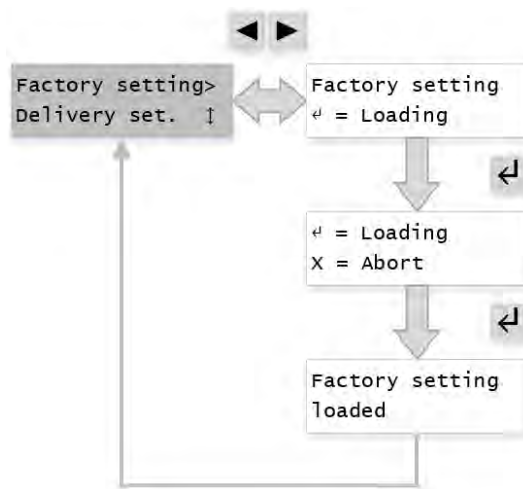 Factory setting>
Delivery set. ↕
Factory setting
↵ = Loading
↵ = Loading
X = Abort
Factory setting
loaded